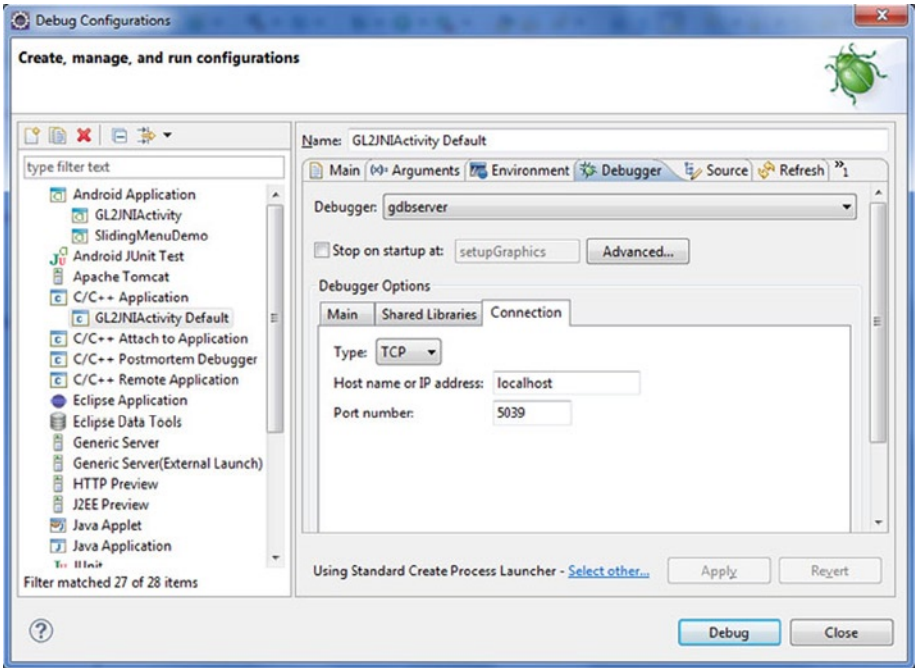 Debug Configurations
Create, manage, and run configurations
type filter text
Android Application
GL2JNIActivity
SlidingMenuDemo
Android JUnit Test
Apache Tomcat
C/C++ Application
GL2JNIActivity Default
C/C++ Attach to Application
C/C++ Postmortem Debugger
C/C++ Remote Application
Eclipse Application
Eclipse Data Tools
Generic Server
Generic Server(External Launch)
HTTP Preview
J2EE Preview
Java Applet
Java Application
JUnit
Filter matched 27 of 28 items
Name: GL2JNIActivity Default
Main Arguments Environment Debugger Source Refresh »1
Debugger: gdbserver
Stop on startup at: setupGraphics Advanced...
Debugger Options
Main Shared Libraries Connection
Type: TCP
Host name or IP address: localhost
Port number: 5039
Using Standard Create Process Launcher - Select other... Apply Revert
Debug Close